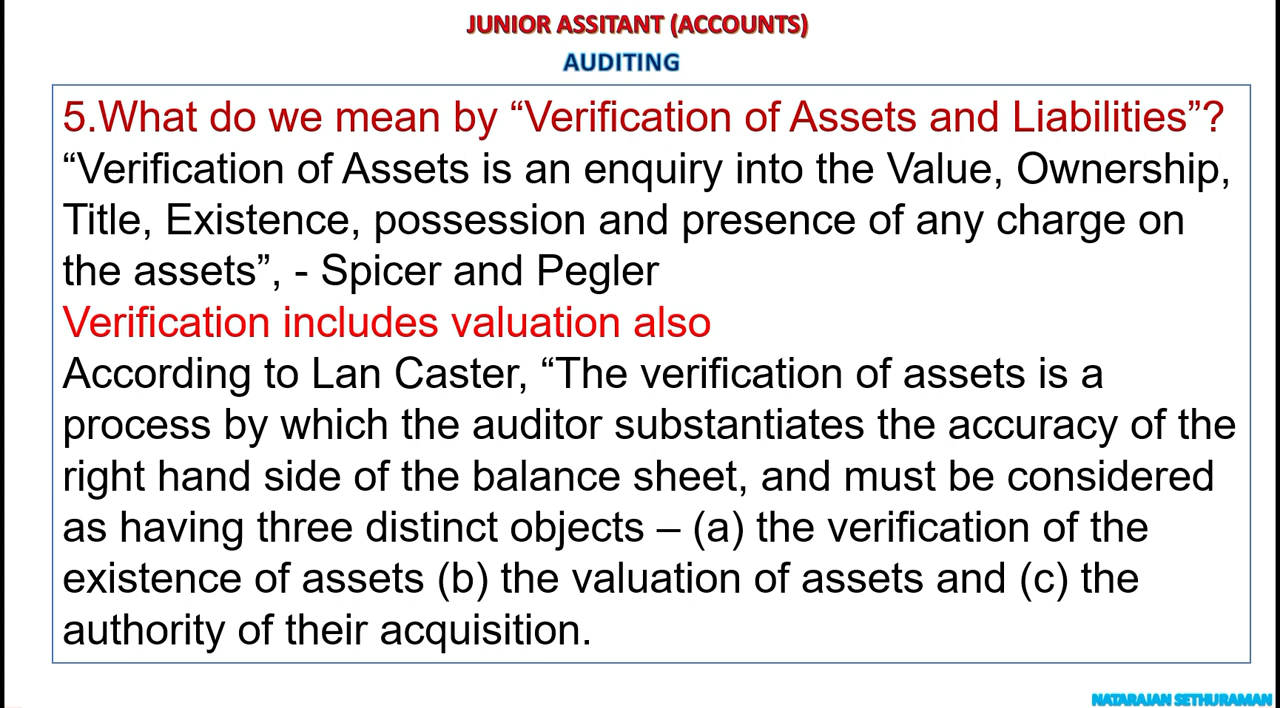 JUNIOR ASSITANT (ACCOUNTS)
AUDITING
5.What do we mean by “Verification of Assets and Liabilities”?
“Verification of Assets is an enquiry into the Value, Ownership,
Title, Existence, possession and presence of any charge on
the assets”, - Spicer and Pegler
Verification includes valuation also
According to Lan Caster, “The verification of assets is a
process by which the auditor substantiates the accuracy of the
right hand side of the balance sheet, and must be considered
as having three distinct objects – (a) the verification of the
existence of assets (b) the valuation of assets and (c) the
authority of their acquisition.
NATARAJAN SETHURAMAN